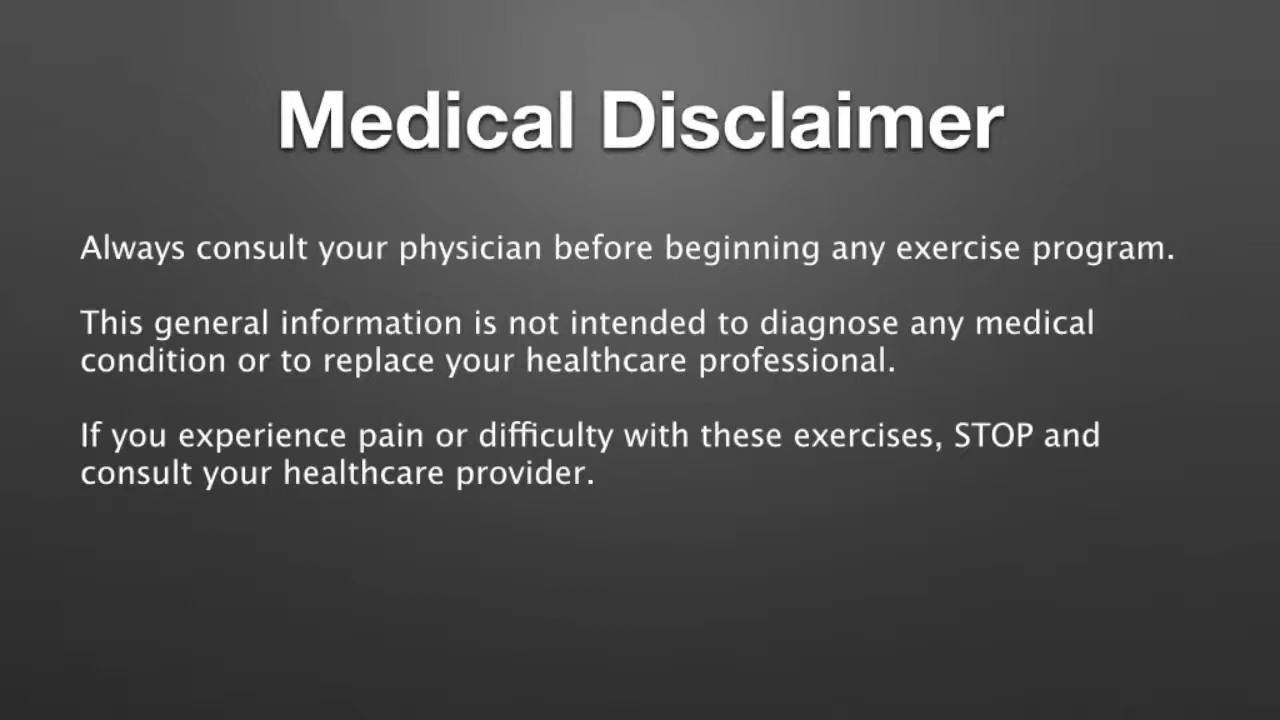 Medical Disclaimer
Always consult your physician before beginning any exercise program.
This general information is not intended to diagnose any medical
condition or to replace your healthcare professional.
If you experience pain or difficulty with these exercises, STOP and
consult your healthcare provider.